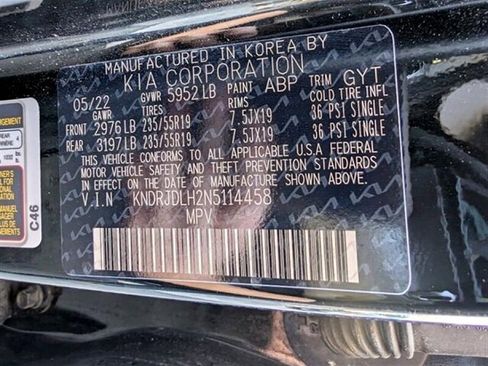 MANUFACTURED IN KOREA BY
KIA CORPORATION
05/22 GVWR 5952 LB PAINT ABP TRIM GYT
GAWR TIRES RIMS COLD TIRE INFL
FRONT 2976 LB 235/55R19 7.5JX19 36 PSI SINGLE
REAR 3197 LB 235/55R19 7.5JX19 36 PSI SINGLE
THIS VEHICLE CONFORMS TO ALL APPLICABLE U.S.A FEDERAL
MOTOR VEHICLE SAFETY AND THEFT PREVENTION STANDARDS
IN EFFECT ON THE DATE OF MANUFACTURE SHOWN ABOVE.
V.I.N KNDRJDLH2N5114458
MPV
C46
REAR